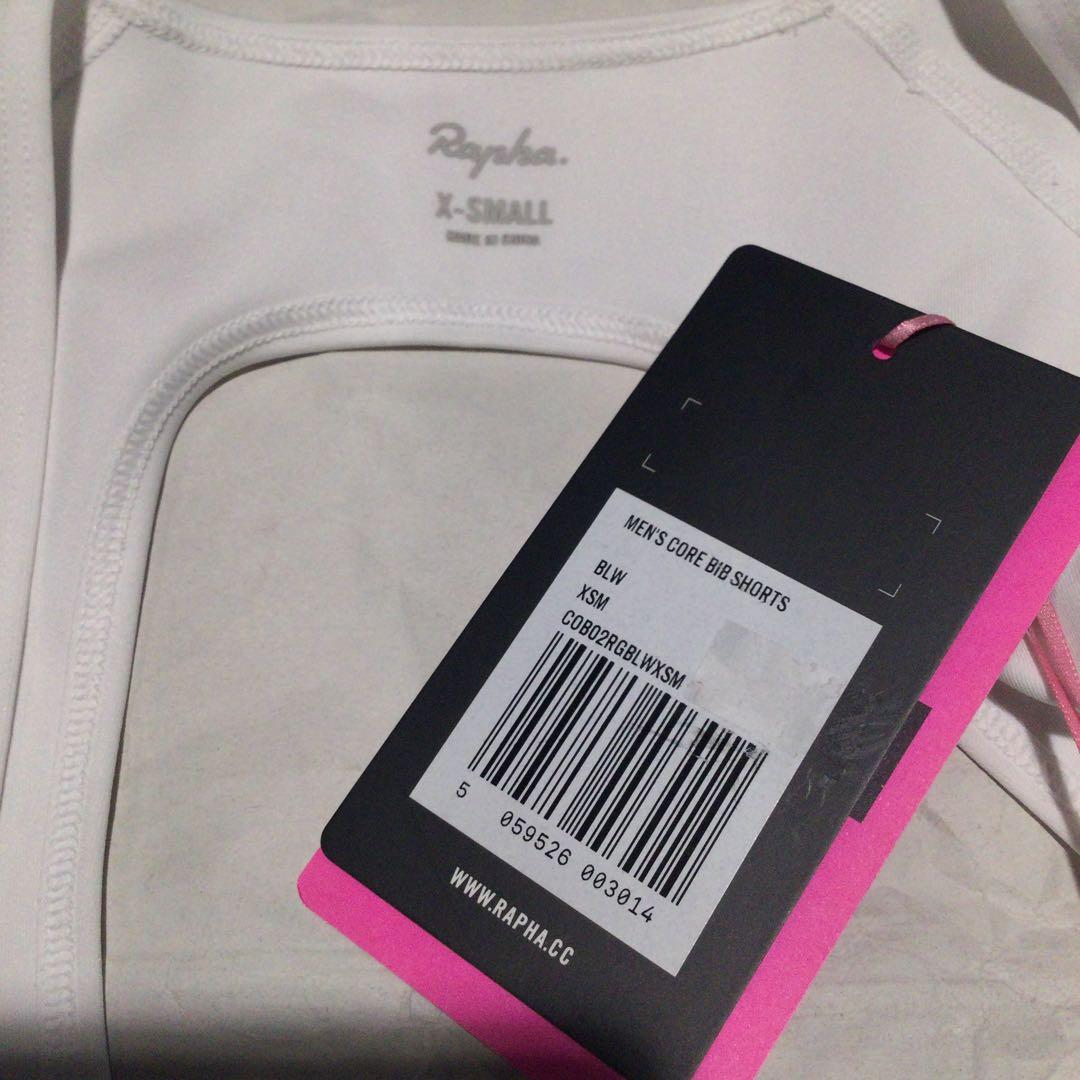 Rapha.
X-SMALL
MEN'S CORE BIB SHORTS
BLW
XSM
COB02RGBLWXSM
5 059526 003014
WWW.RAPHA.CC